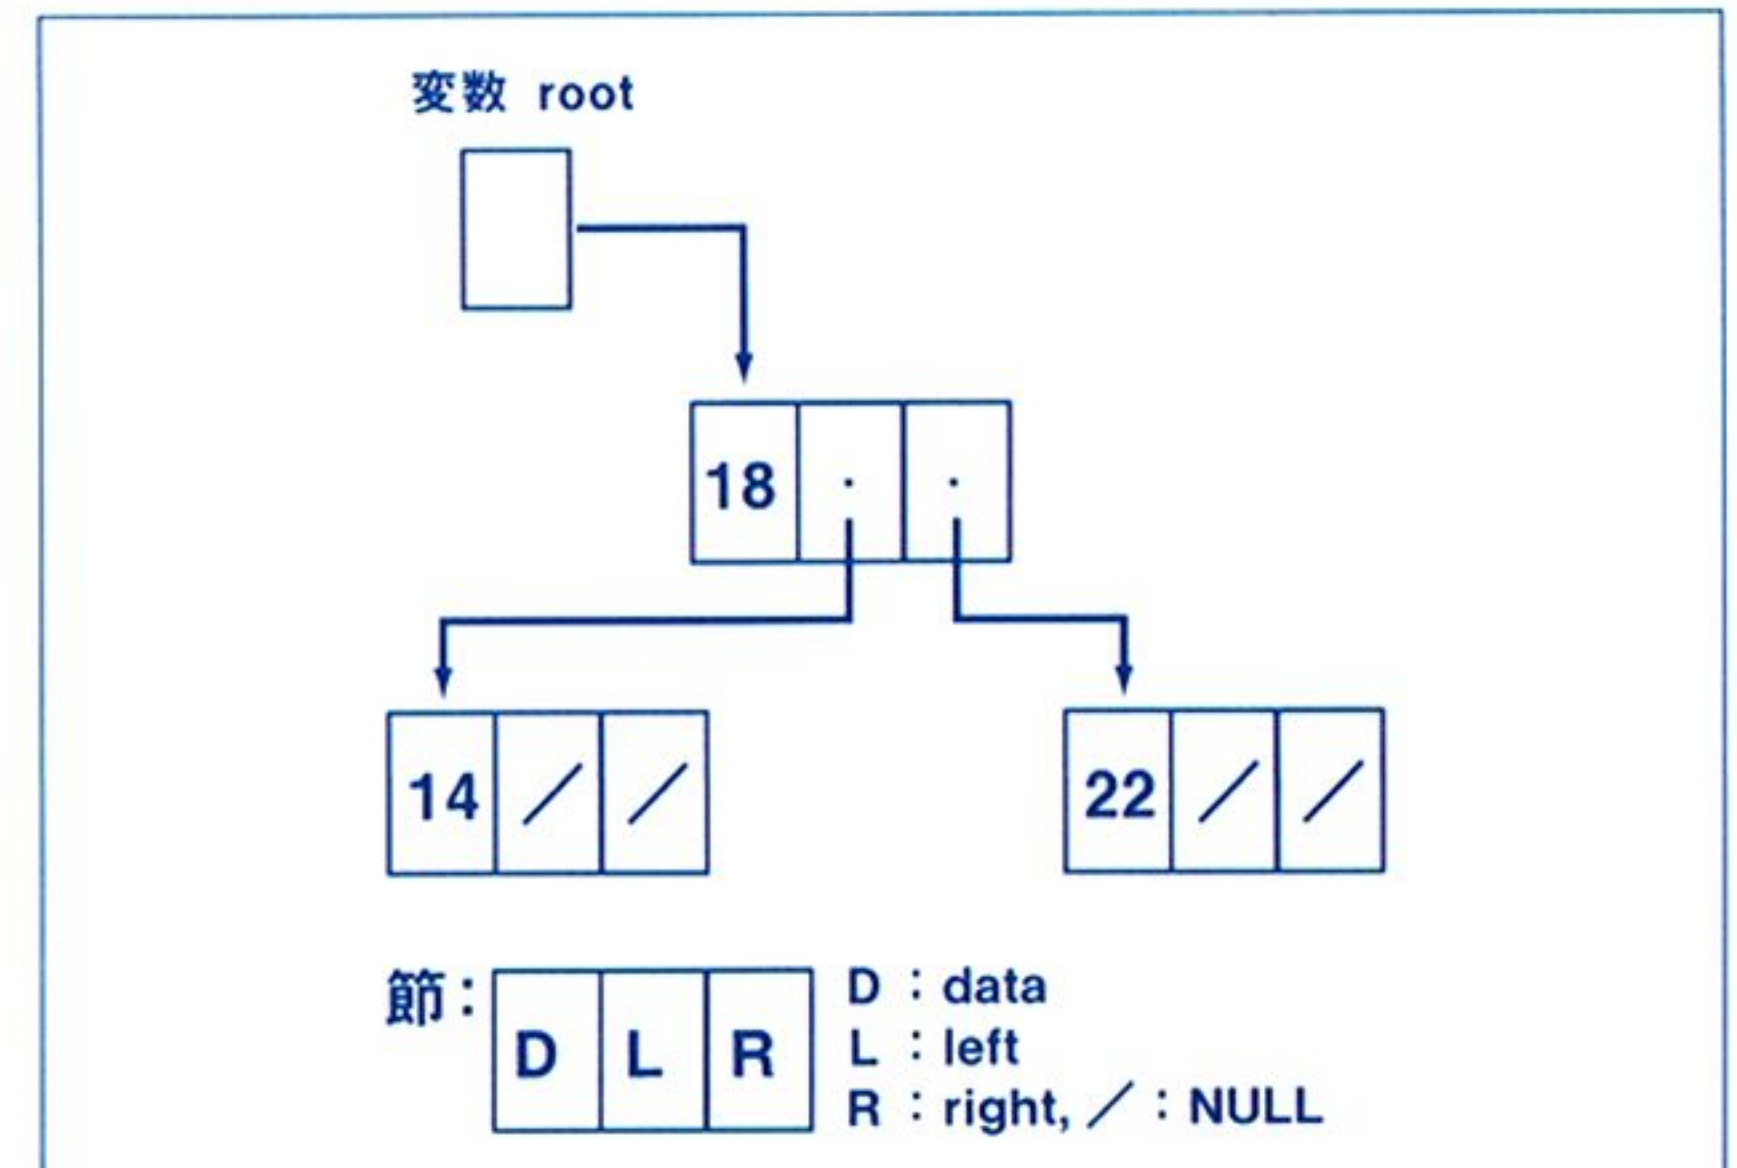 変数 root
18 ・ ・
14 ／ ／
22 ／ ／
節： D L R
D：data
L：left
R：right, ／：NULL